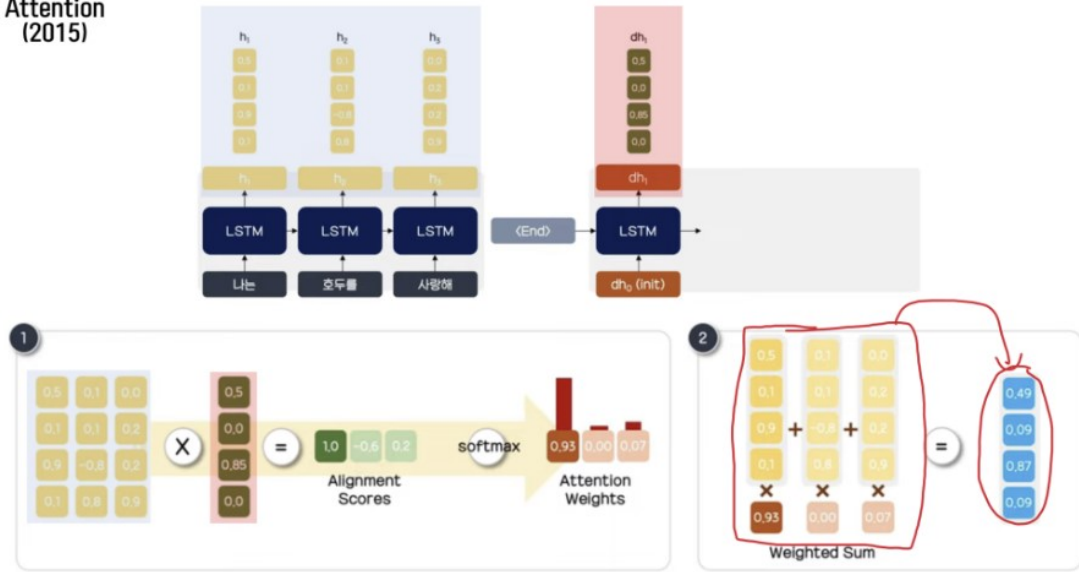 Attention
(2015)
h₁ h₂ h₃ dh₁
0,5 0,1 0,0 0,5
0,1 0,1 0,2 0,0
0,9 -0,8 0,2 0,85
0,1 0,8 0,9 0,0
h₁ h₂ h₃ dh₁
LSTM LSTM LSTM <End> LSTM
나는 호두를 사랑해 dh₀ (init)
1
0,5 0,1 0,0 0,5
0,1 0,2 0,0
X = 1,0 -0,6 0,2 softmax 0,93 0,00 0,07
0,9 -0,8 0,2 0,85
0,1 0,8 0,9 0,0
Alignment
Scores
Attention
Weights
2
0,5 0,1 0,0 0,49
0,1 0,1 0,2 0,09
0,9 + -0,8 + 0,2 = 0,87
0,1 0,8 0,9 0,09
× × ×
0,93 0,00 0,07
Weighted Sum